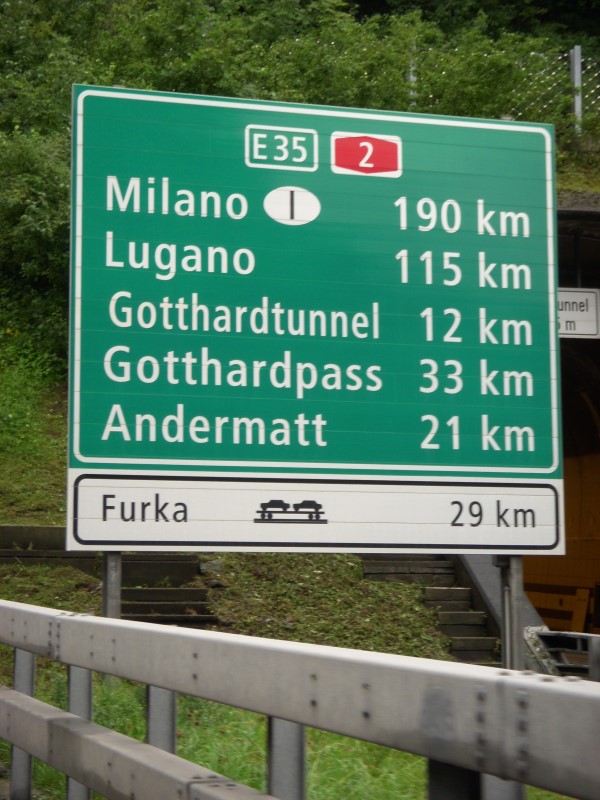 E35 2
Milano I 190 km
Lugano 115 km
Gotthardtunnel 12 km
Gotthardpass 33 km
Andermatt 21 km
Furka 29 km
m